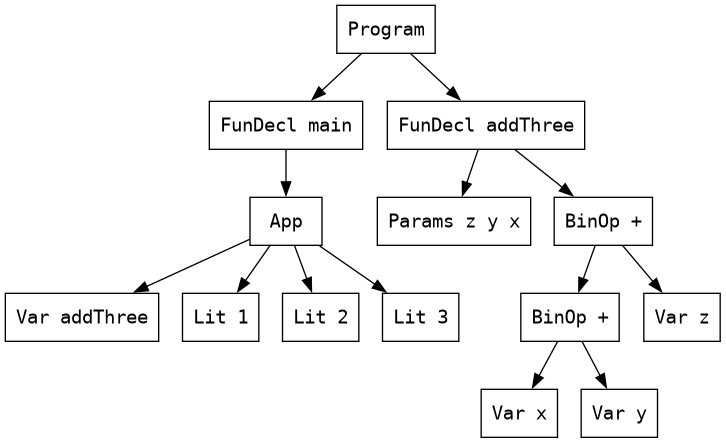 Program
FunDecl main
FunDecl addThree
App
Params z y x
BinOp +
Var addThree
Lit 1
Lit 2
Lit 3
BinOp +
Var z
Var x
Var y